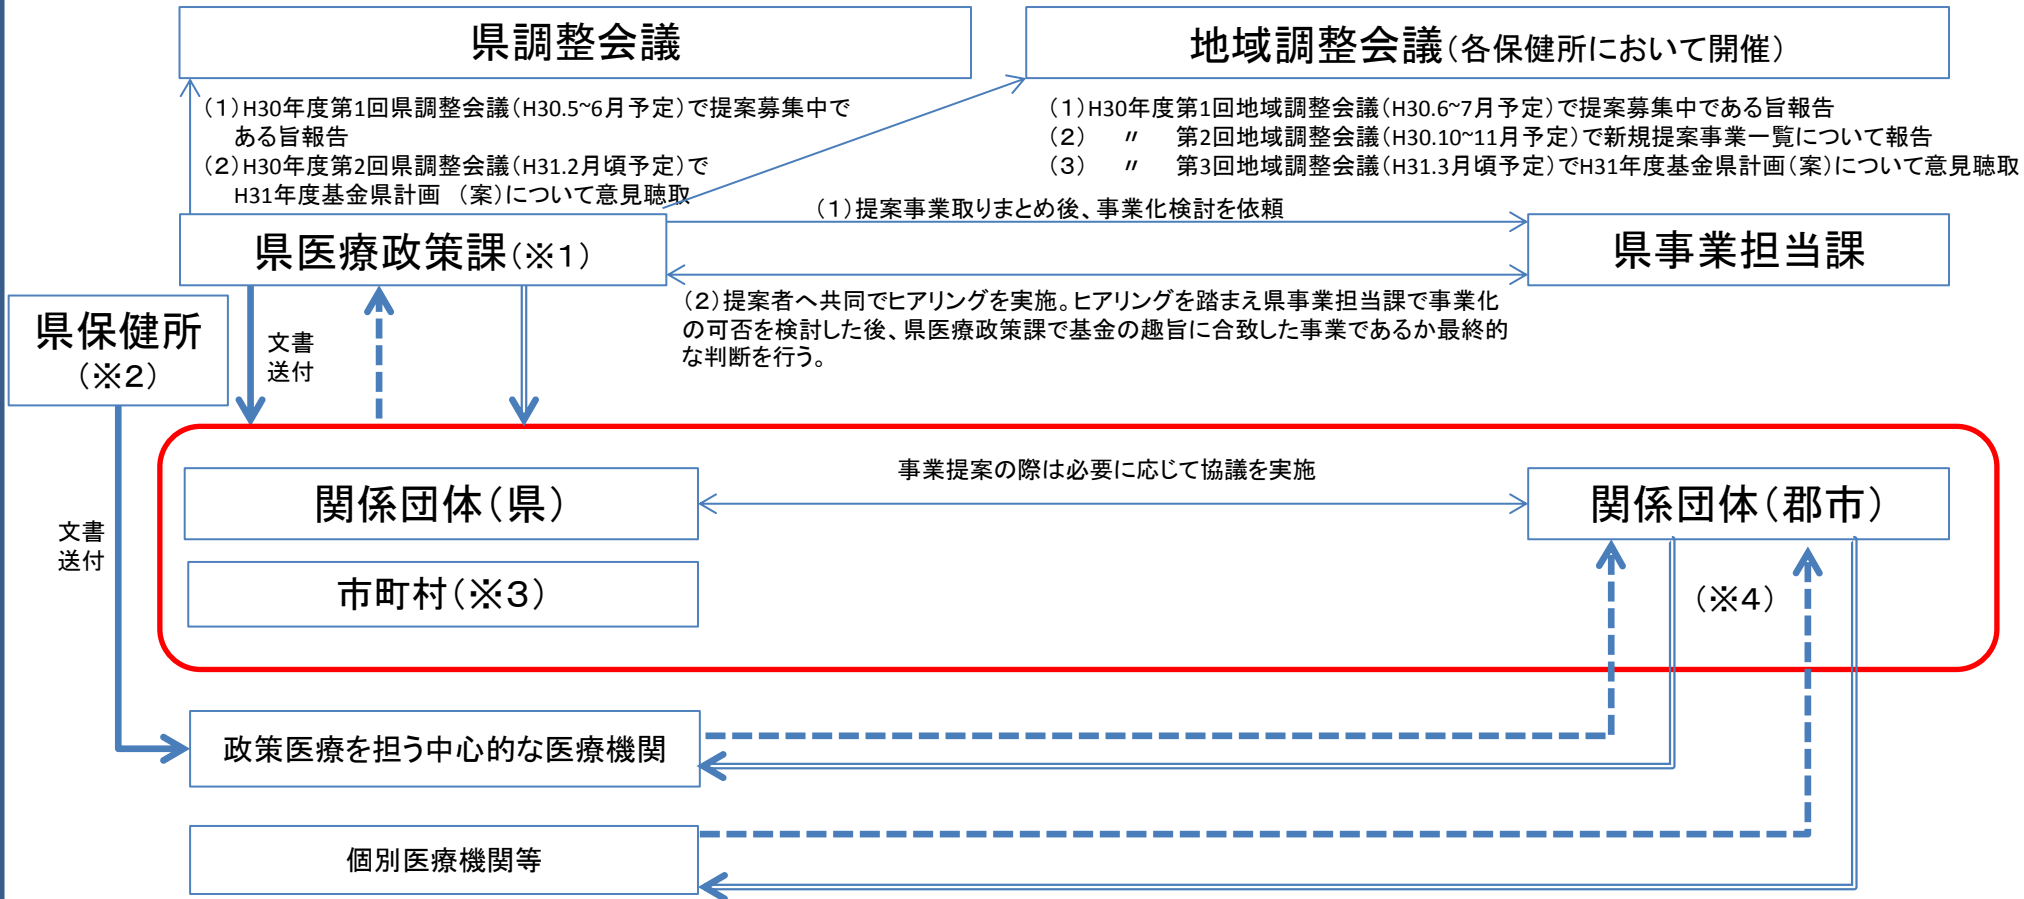 県調整会議
地域調整会議（各保健所において開催）
（１）H30年度第1回県調整会議（H30.5~6月予定）で提案募集中で
ある旨報告
（２）H30年度第2回県調整会議（H31.2月頃予定）で
H31年度基金県計画　（案）について意見聴取
（１）H30年度第1回地域調整会議（H30.6~7月予定）で提案募集中である旨報告
（２）　〃　第2回地域調整会議（H30.10~11月予定）で新規提案事業一覧について報告
（３）　〃　第3回地域調整会議（H31.3月頃予定）でH31年度基金県計画（案）について意見聴取
（１）提案事業取りまとめ後、事業化検討を依頼
県医療政策課（※１）
県事業担当課
（２）提案者へ共同でヒアリングを実施。ヒアリングを踏まえ県事業担当課で事業化
の可否を検討した後、県医療政策課で基金の趣旨に合致した事業であるか最終的
な判断を行う。
県保健所
（※２）
文書
送付
事業提案の際は必要に応じて協議を実施
関係団体（県）
関係団体（郡市）
文書
送付
市町村（※３）
（※４）
政策医療を担う中心的な医療機関
個別医療機関等